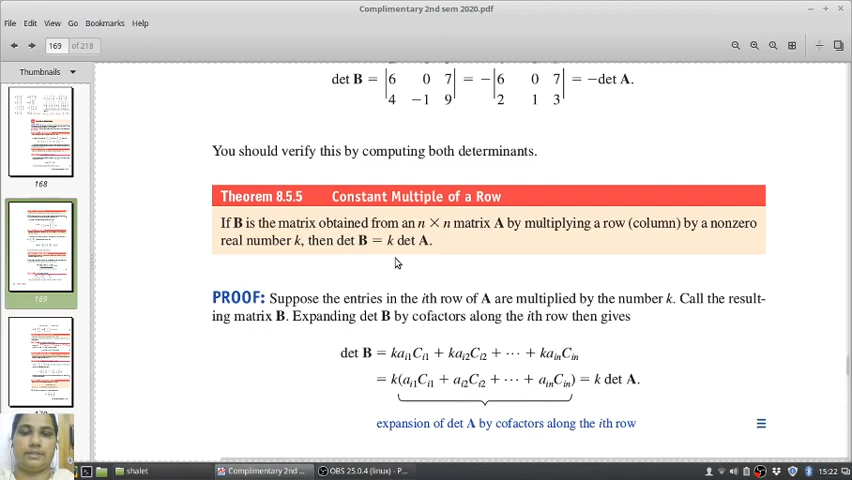 Complimentary 2nd sem 2020.pdf
File Edit View Go Bookmarks Help
169 of 218
Thumbnails
168
169
det B = |6 0 7| = −|6 0 7| = −det A.
4 −1 9 2 1 3
You should verify this by computing both determinants.
Theorem 8.5.5 Constant Multiple of a Row
If B is the matrix obtained from an n × n matrix A by multiplying a row (column) by a nonzero
real number k, then det B = k det A.
PROOF: Suppose the entries in the ith row of A are multiplied by the number k. Call the result-
ing matrix B. Expanding det B by cofactors along the ith row then gives
det B = kai1Ci1 + kai2Ci2 + ⋯ + kainCin
= k(ai1Ci1 + ai2Ci2 + ⋯ + ainCin) = k det A.
expansion of det A by cofactors along the ith row
shalet
Complimentary 2nd ...
OBS 25.0.4 (linux) - P...
15:22